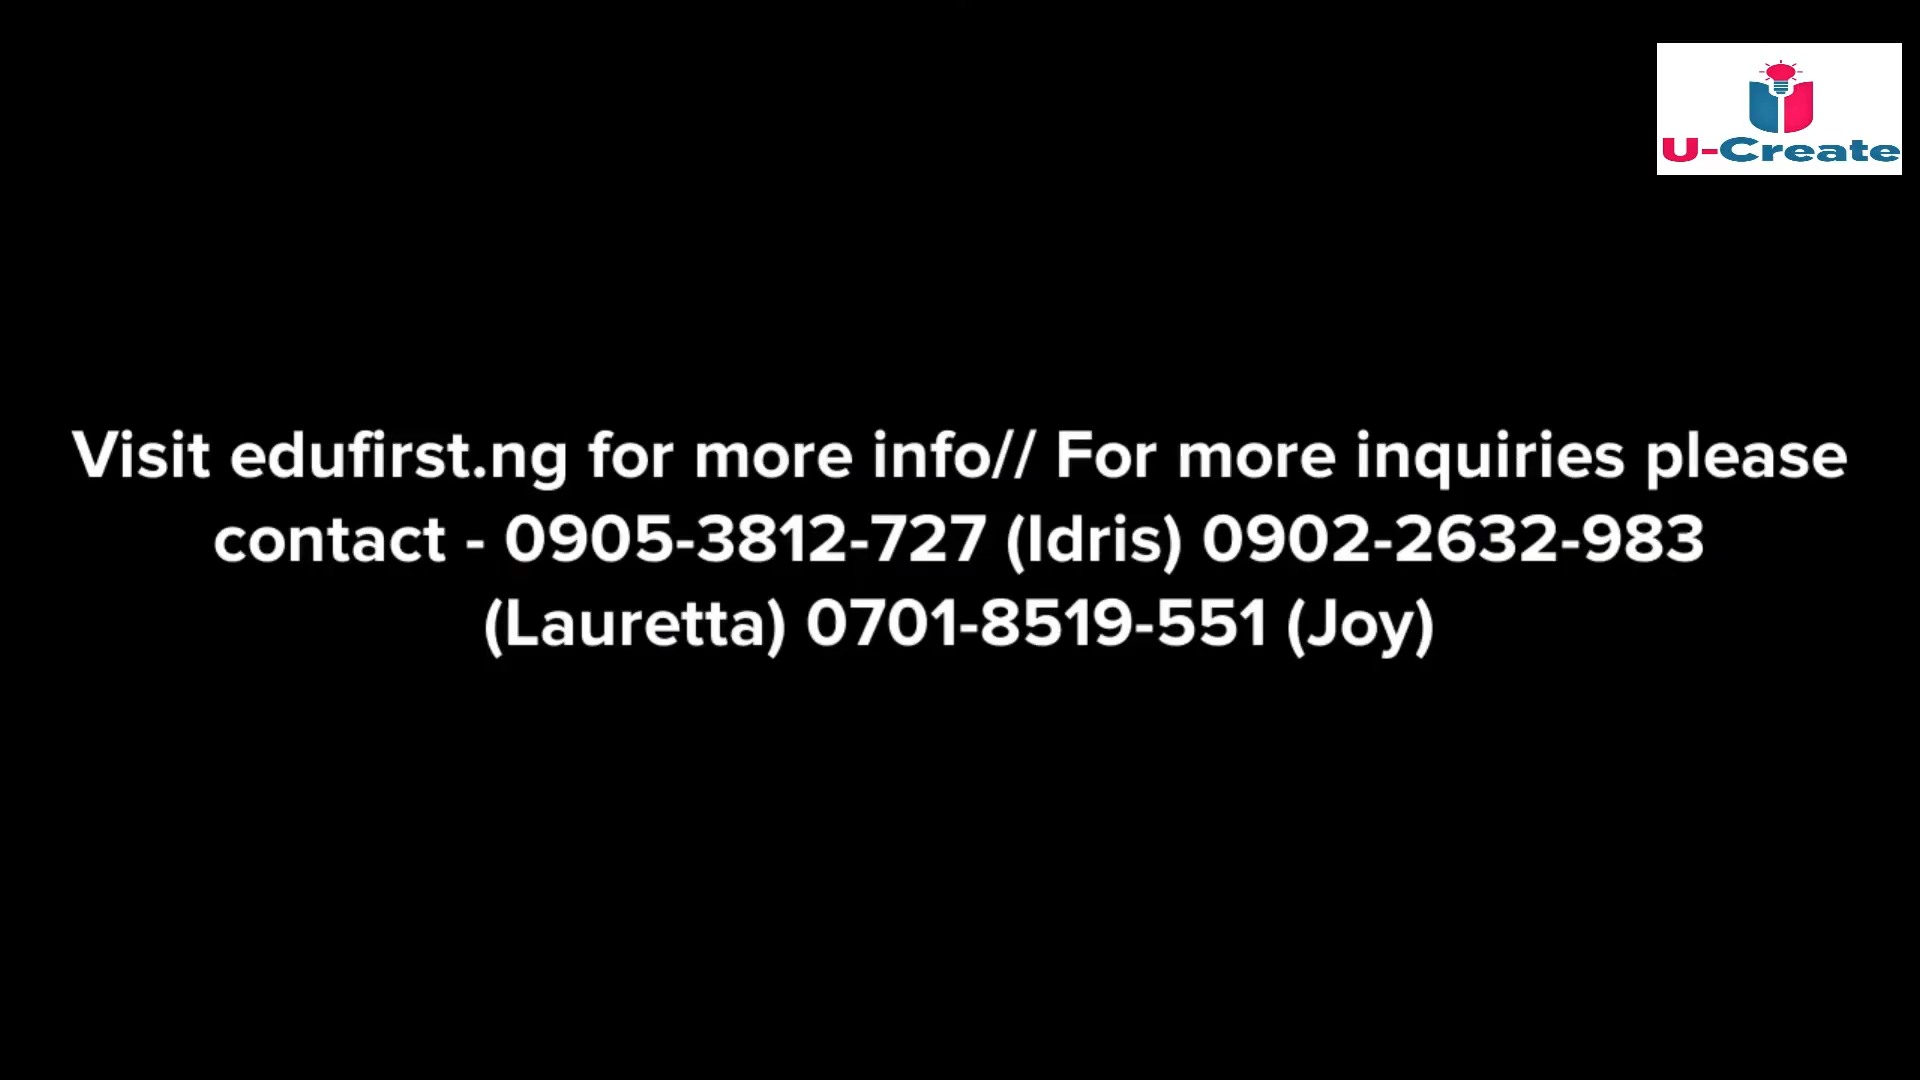 U-Create
Visit edufirst.ng for more info// For more inquiries please
contact - 0905-3812-727 (Idris) 0902-2632-983
(Lauretta) 0701-8519-551 (Joy)